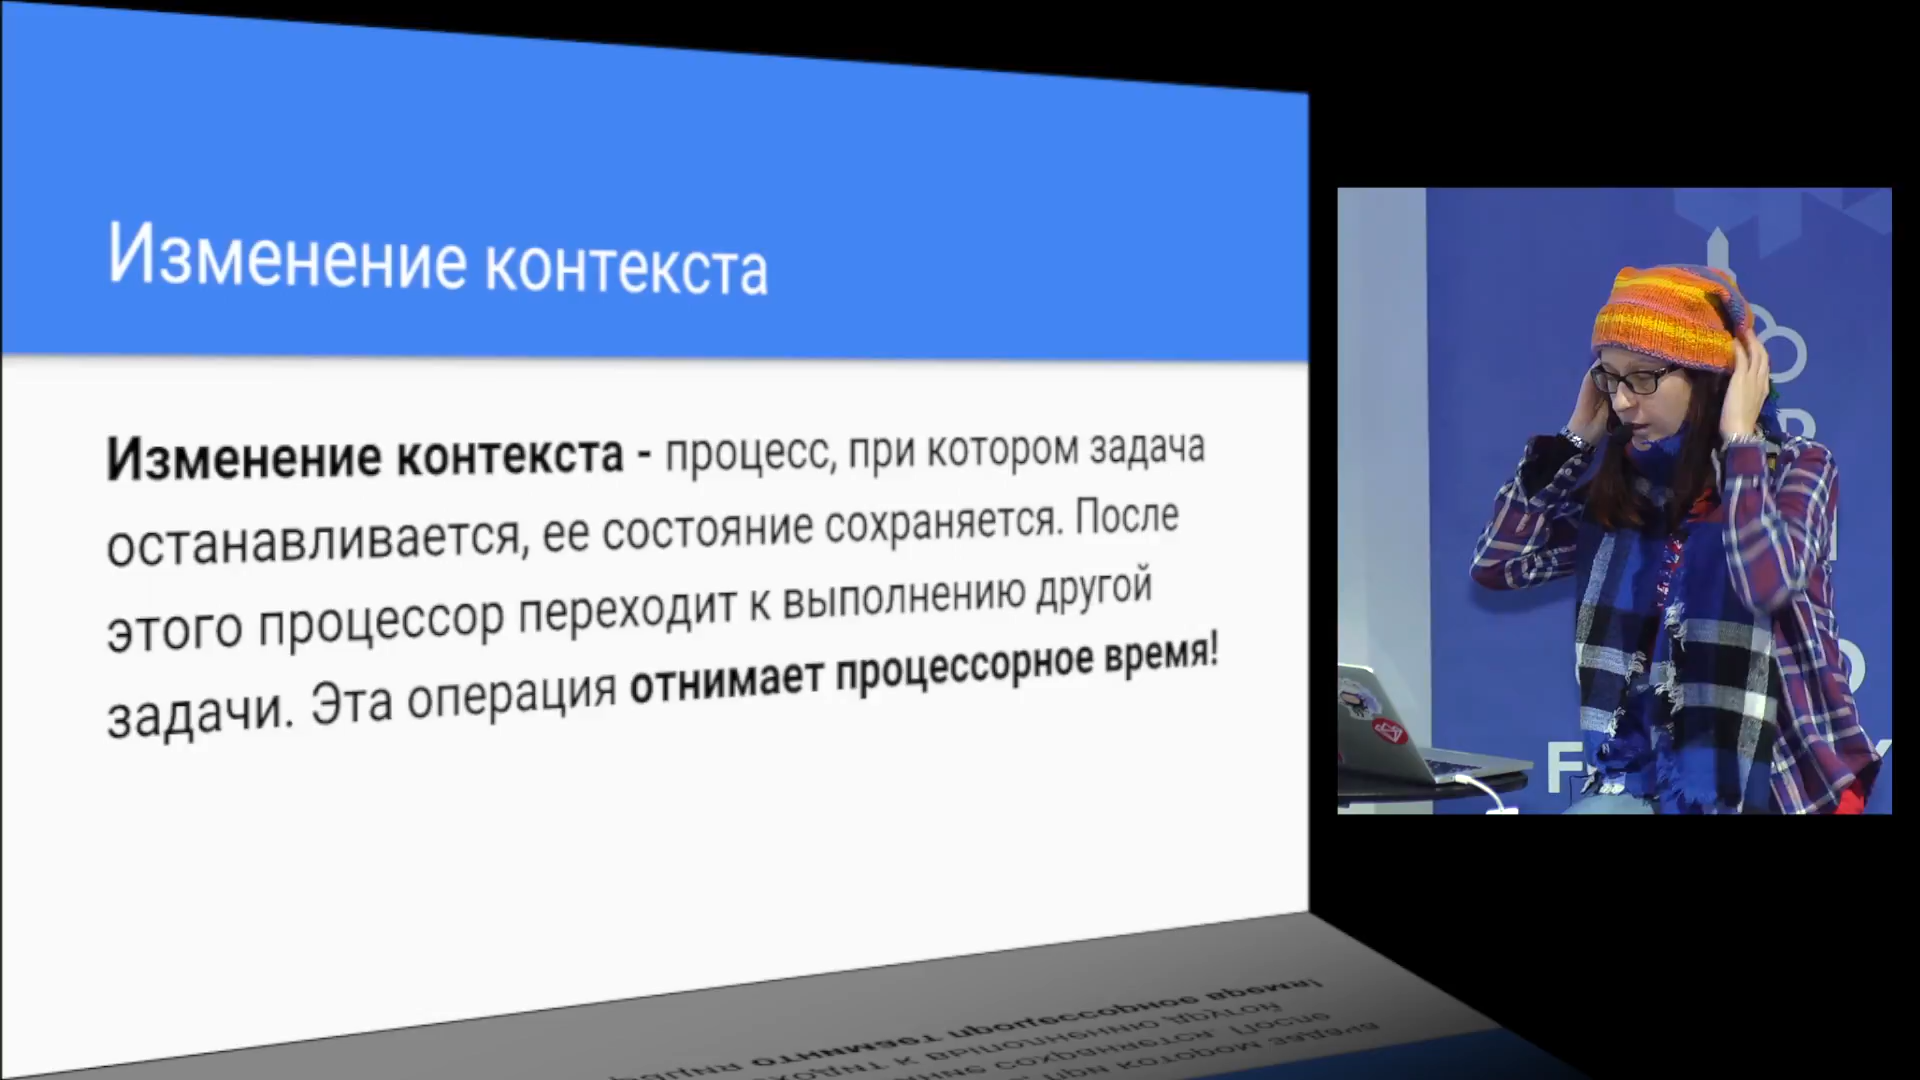 Изменение контекста
Изменение контекста - процесс, при котором задача
останавливается, ее состояние сохраняется. После
этого процессор переходит к выполнению другой
задачи. Эта операция отнимает процессорное время!